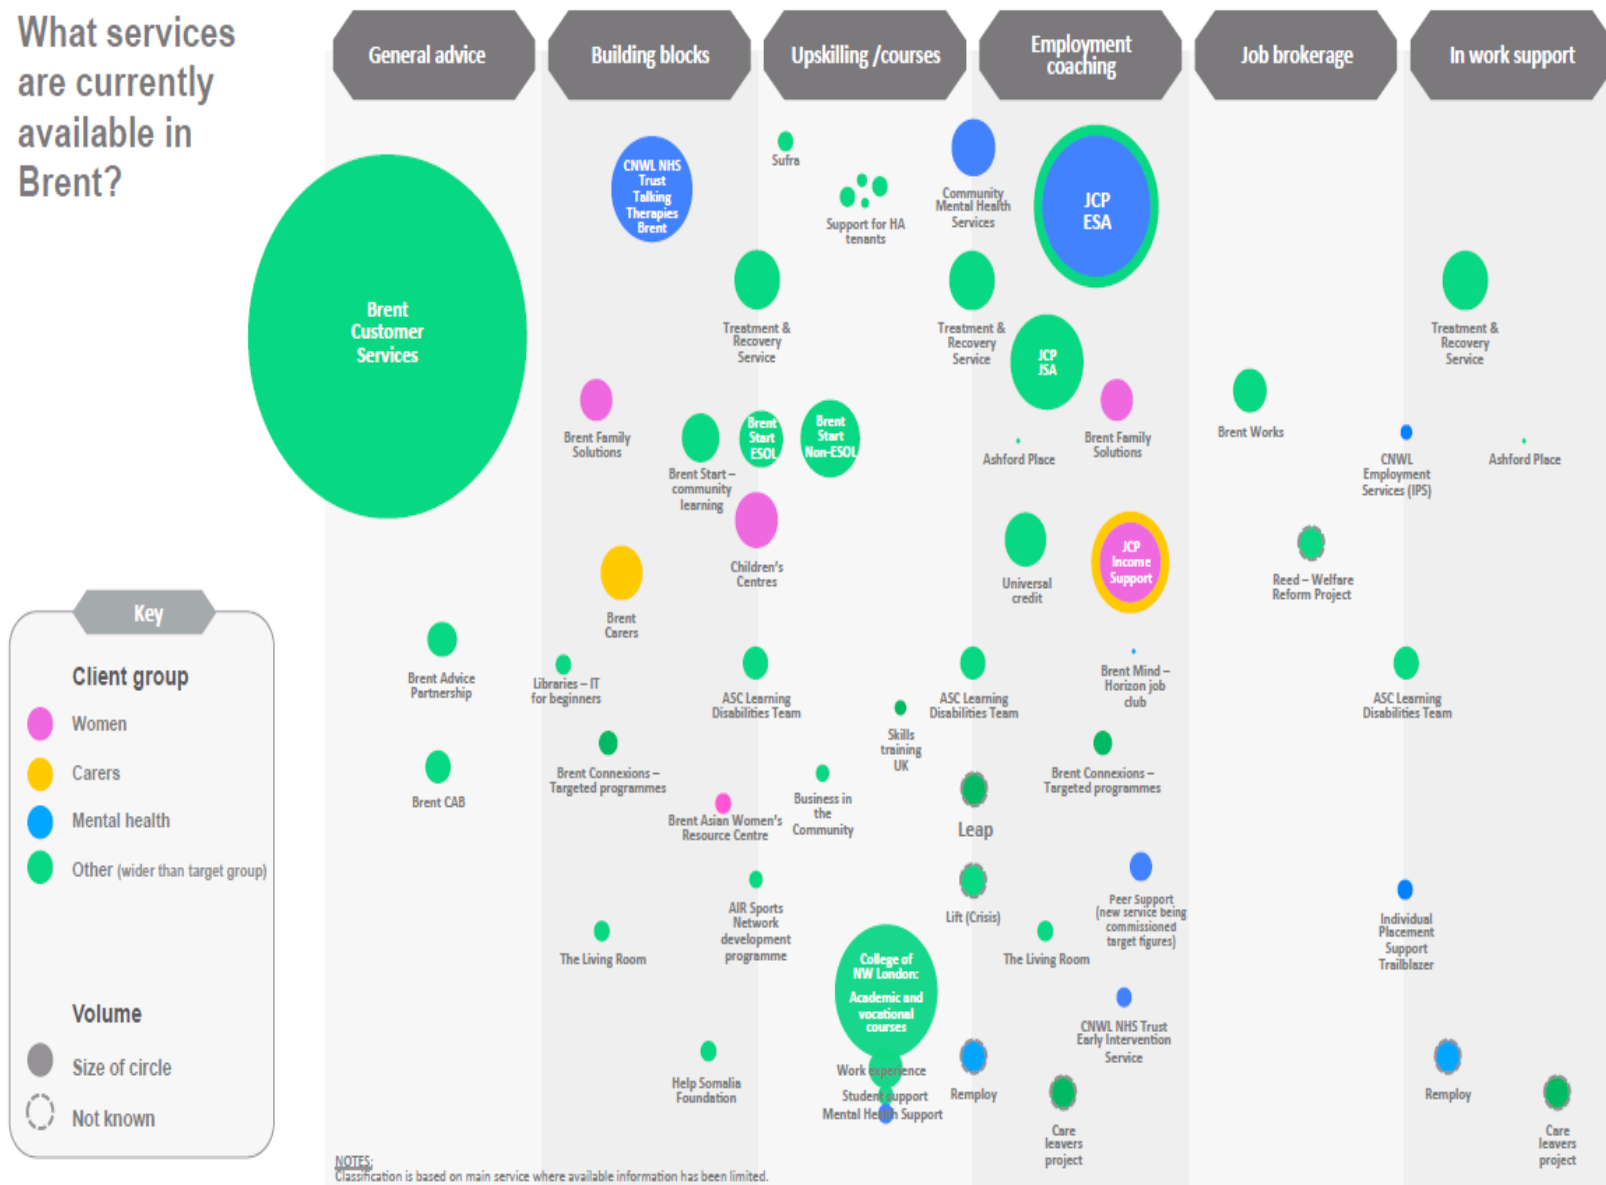 What services
are currently
available in
Brent?
General advice
Building blocks
Upskilling /courses
Employment
coaching
Job brokerage
In work support
Brent
Customer
Services
Brent Advice
Partnership
Brent CAB
CNWL NHS
Trust
Talking
Therapies
Brent
Sufra
Support for HA
tenants
Community
Mental Health
Services
JCP
ESA
Treatment &
Recovery
Service
Treatment &
Recovery
Service
JCP
JSA
Treatment &
Recovery
Service
Brent Family
Solutions
Brent Start –
community
learning
Brent
Start
ESOL
Brent
Start
Non-ESOL
Ashford Place
Brent Family
Solutions
Brent Works
CNWL
Employment
Services (IPS)
Ashford Place
Children's
Centres
Brent
Carers
Universal
credit
JCP
Income
Support
Reed – Welfare
Reform Project
Libraries – IT
for beginners
ASC Learning
Disabilities Team
Skills
training
UK
ASC Learning
Disabilities Team
Brent Mind –
Horizon job
club
ASC Learning
Disabilities Team
Brent Connexions –
Targeted programmes
Brent Asian Women's
Resource Centre
Business in
the
Community
Leap
Brent Connexions –
Targeted programmes
AIR Sports
Network
development
programme
Lift (Crisis)
Peer Support
(new service being
commissioned
target figures)
Individual
Placement
Support
Trailblazer
The Living Room
College of
NW London:
Academic and
vocational
courses
The Living Room
CNWL NHS Trust
Early Intervention
Service
Help Somalia
Foundation
Work experience
Student support
Mental Health Support
Remploy
Care
leavers
project
Remploy
Care
leavers
project
Key
Client group
Women
Carers
Mental health
Other (wider than target group)
Volume
Size of circle
Not known
NOTES:
Classification is based on main service where available information has been limited.